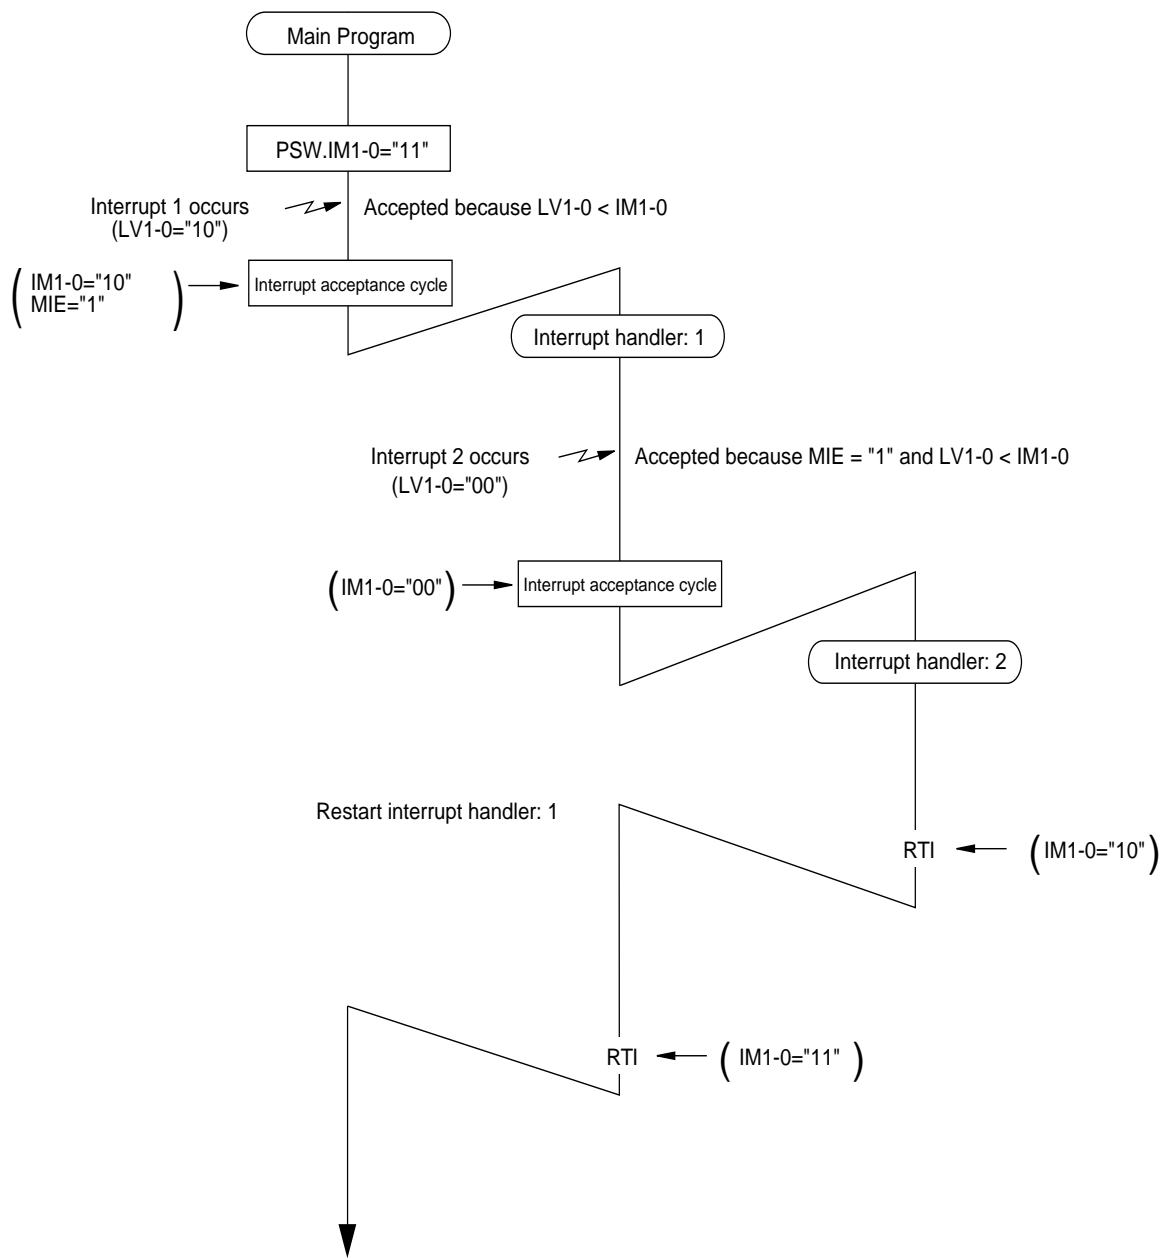 Main Program
PSW.IM1-0="11"
Interrupt 1 occurs
(LV1-0="10")
Accepted because LV1-0 < IM1-0
(IM1-0="10"
MIE="1")
Interrupt acceptance cycle
Interrupt handler: 1
Interrupt 2 occurs
(LV1-0="00")
Accepted because MIE = "1" and LV1-0 < IM1-0
(IM1-0="00")
Interrupt acceptance cycle
Interrupt handler: 2
Restart interrupt handler: 1
RTI
(IM1-0="10")
RTI
(IM1-0="11")